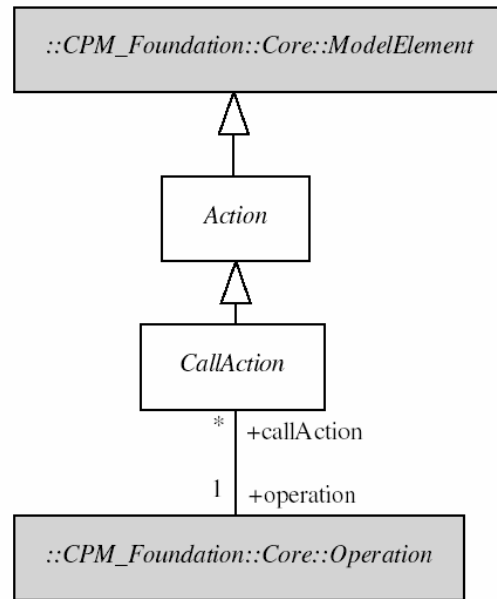 ::CPM_Foundation::Core::ModelElement
Action
CallAction
* +callAction
1 +operation
::CPM_Foundation::Core::Operation